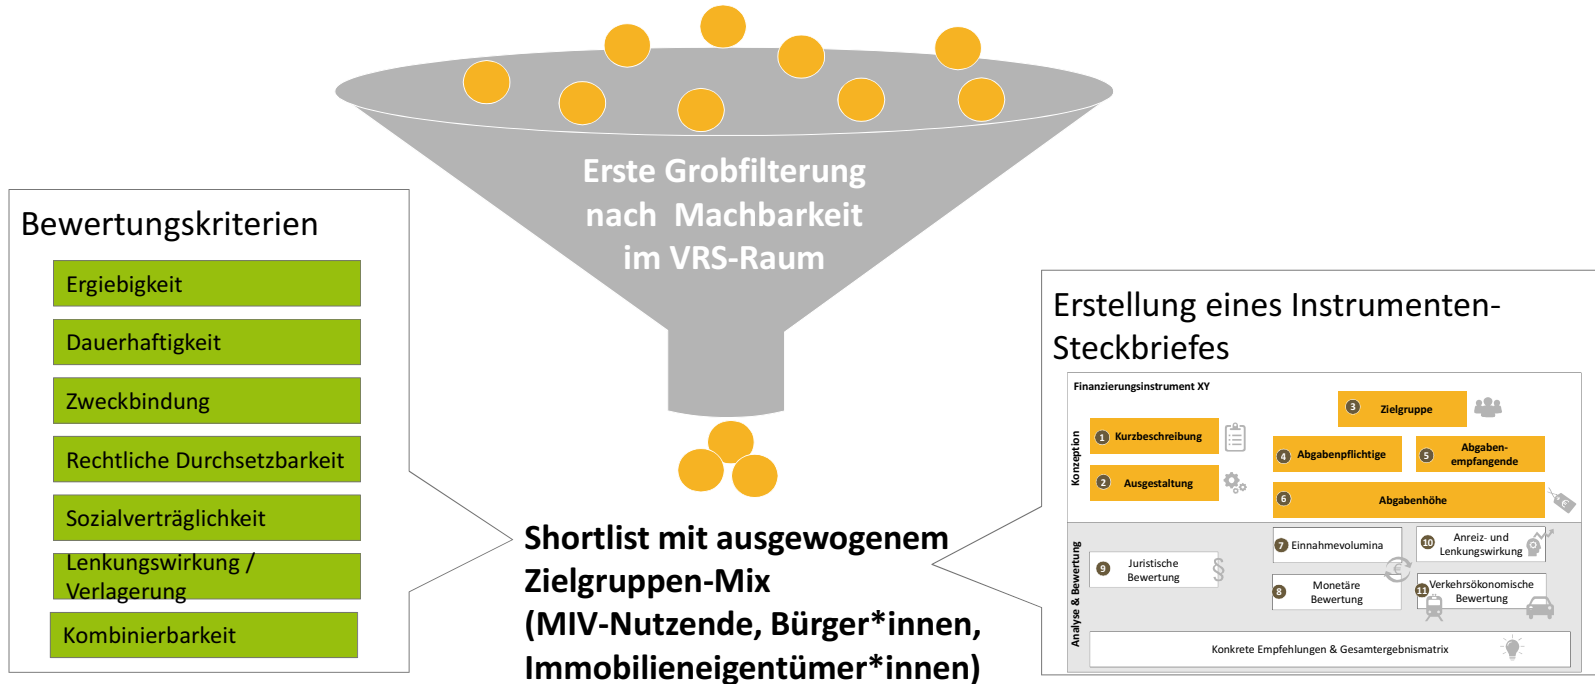 Erste Grobfilterung
nach Machbarkeit
im VRS-Raum
Bewertungskriterien
Ergiebigkeit
Dauerhaftigkeit
Zweckbindung
Rechtliche Durchsetzbarkeit
Sozialverträglichkeit
Lenkungswirkung /
Verlagerung
Kombinierbarkeit
Shortlist mit ausgewogenem
Zielgruppen-Mix
(MIV-Nutzende, Bürger*innen,
Immobilieneigentümer*innen)
Erstellung eines Instrumenten-
Steckbriefes
Finanzierungsinstrument XY
Konzeption
1 Kurzbeschreibung
2 Ausgestaltung
3 Zielgruppe
4 Abgabenpflichtige
5 Abgaben-
empfangende
6 Abgabenhöhe
€
Analyse & Bewertung
7 Einnahmevolumina
€
8 Monetäre
Bewertung
9 Juristische
Bewertung
§
10 Anreiz- und
Lenkungswirkung
11 Verkehrsökonomische
Bewertung
Konkrete Empfehlungen & Gesamtergebnismatrix